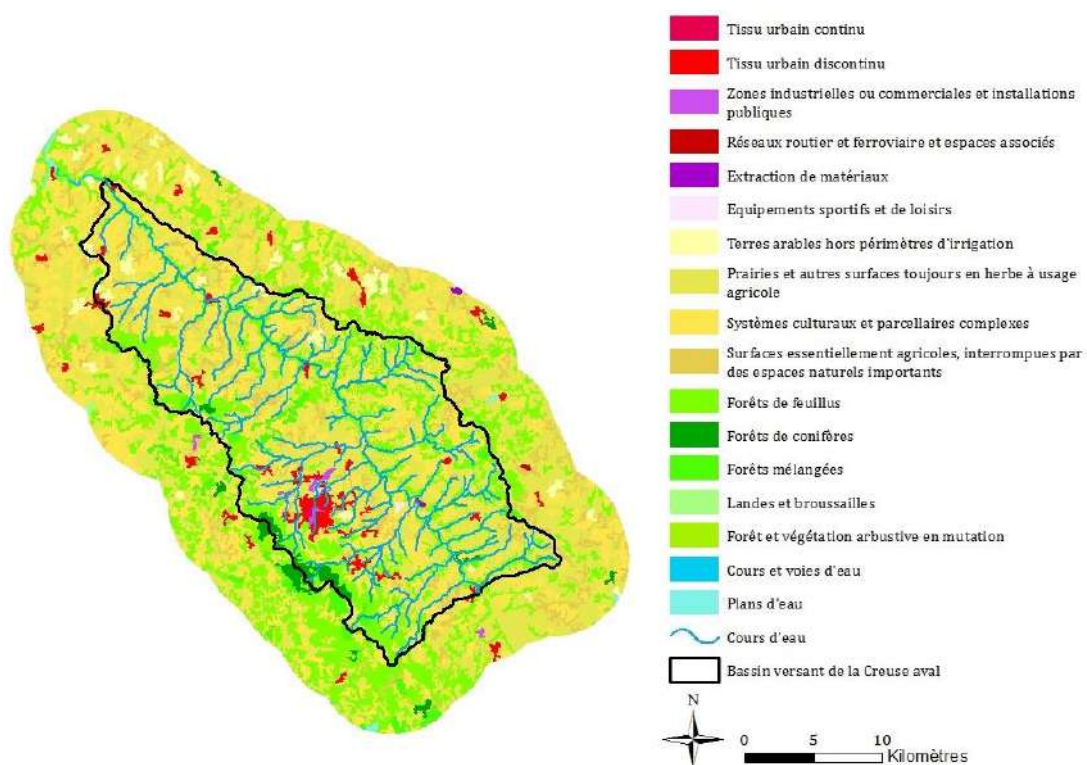 Tissu urbain continu
Tissu urbain discontinu
Zones industrielles ou commerciales et installations
publiques
Réseaux routier et ferroviaire et espaces associés
Extraction de matériaux
Equipements sportifs et de loisirs
Terres arables hors périmètres d'irrigation
Prairies et autres surfaces toujours en herbe à usage
agricole
Systèmes culturaux et parcellaires complexes
Surfaces essentiellement agricoles, interrompues par
des espaces naturels importants
Forêts de feuillus
Forêts de conifères
Forêts mélangées
Landes et broussailles
Forêt et végétation arbustive en mutation
Cours et voies d'eau
Plans d'eau
Cours d'eau
Bassin versant de la Creuse aval
N
0 5 10
Kilomètres